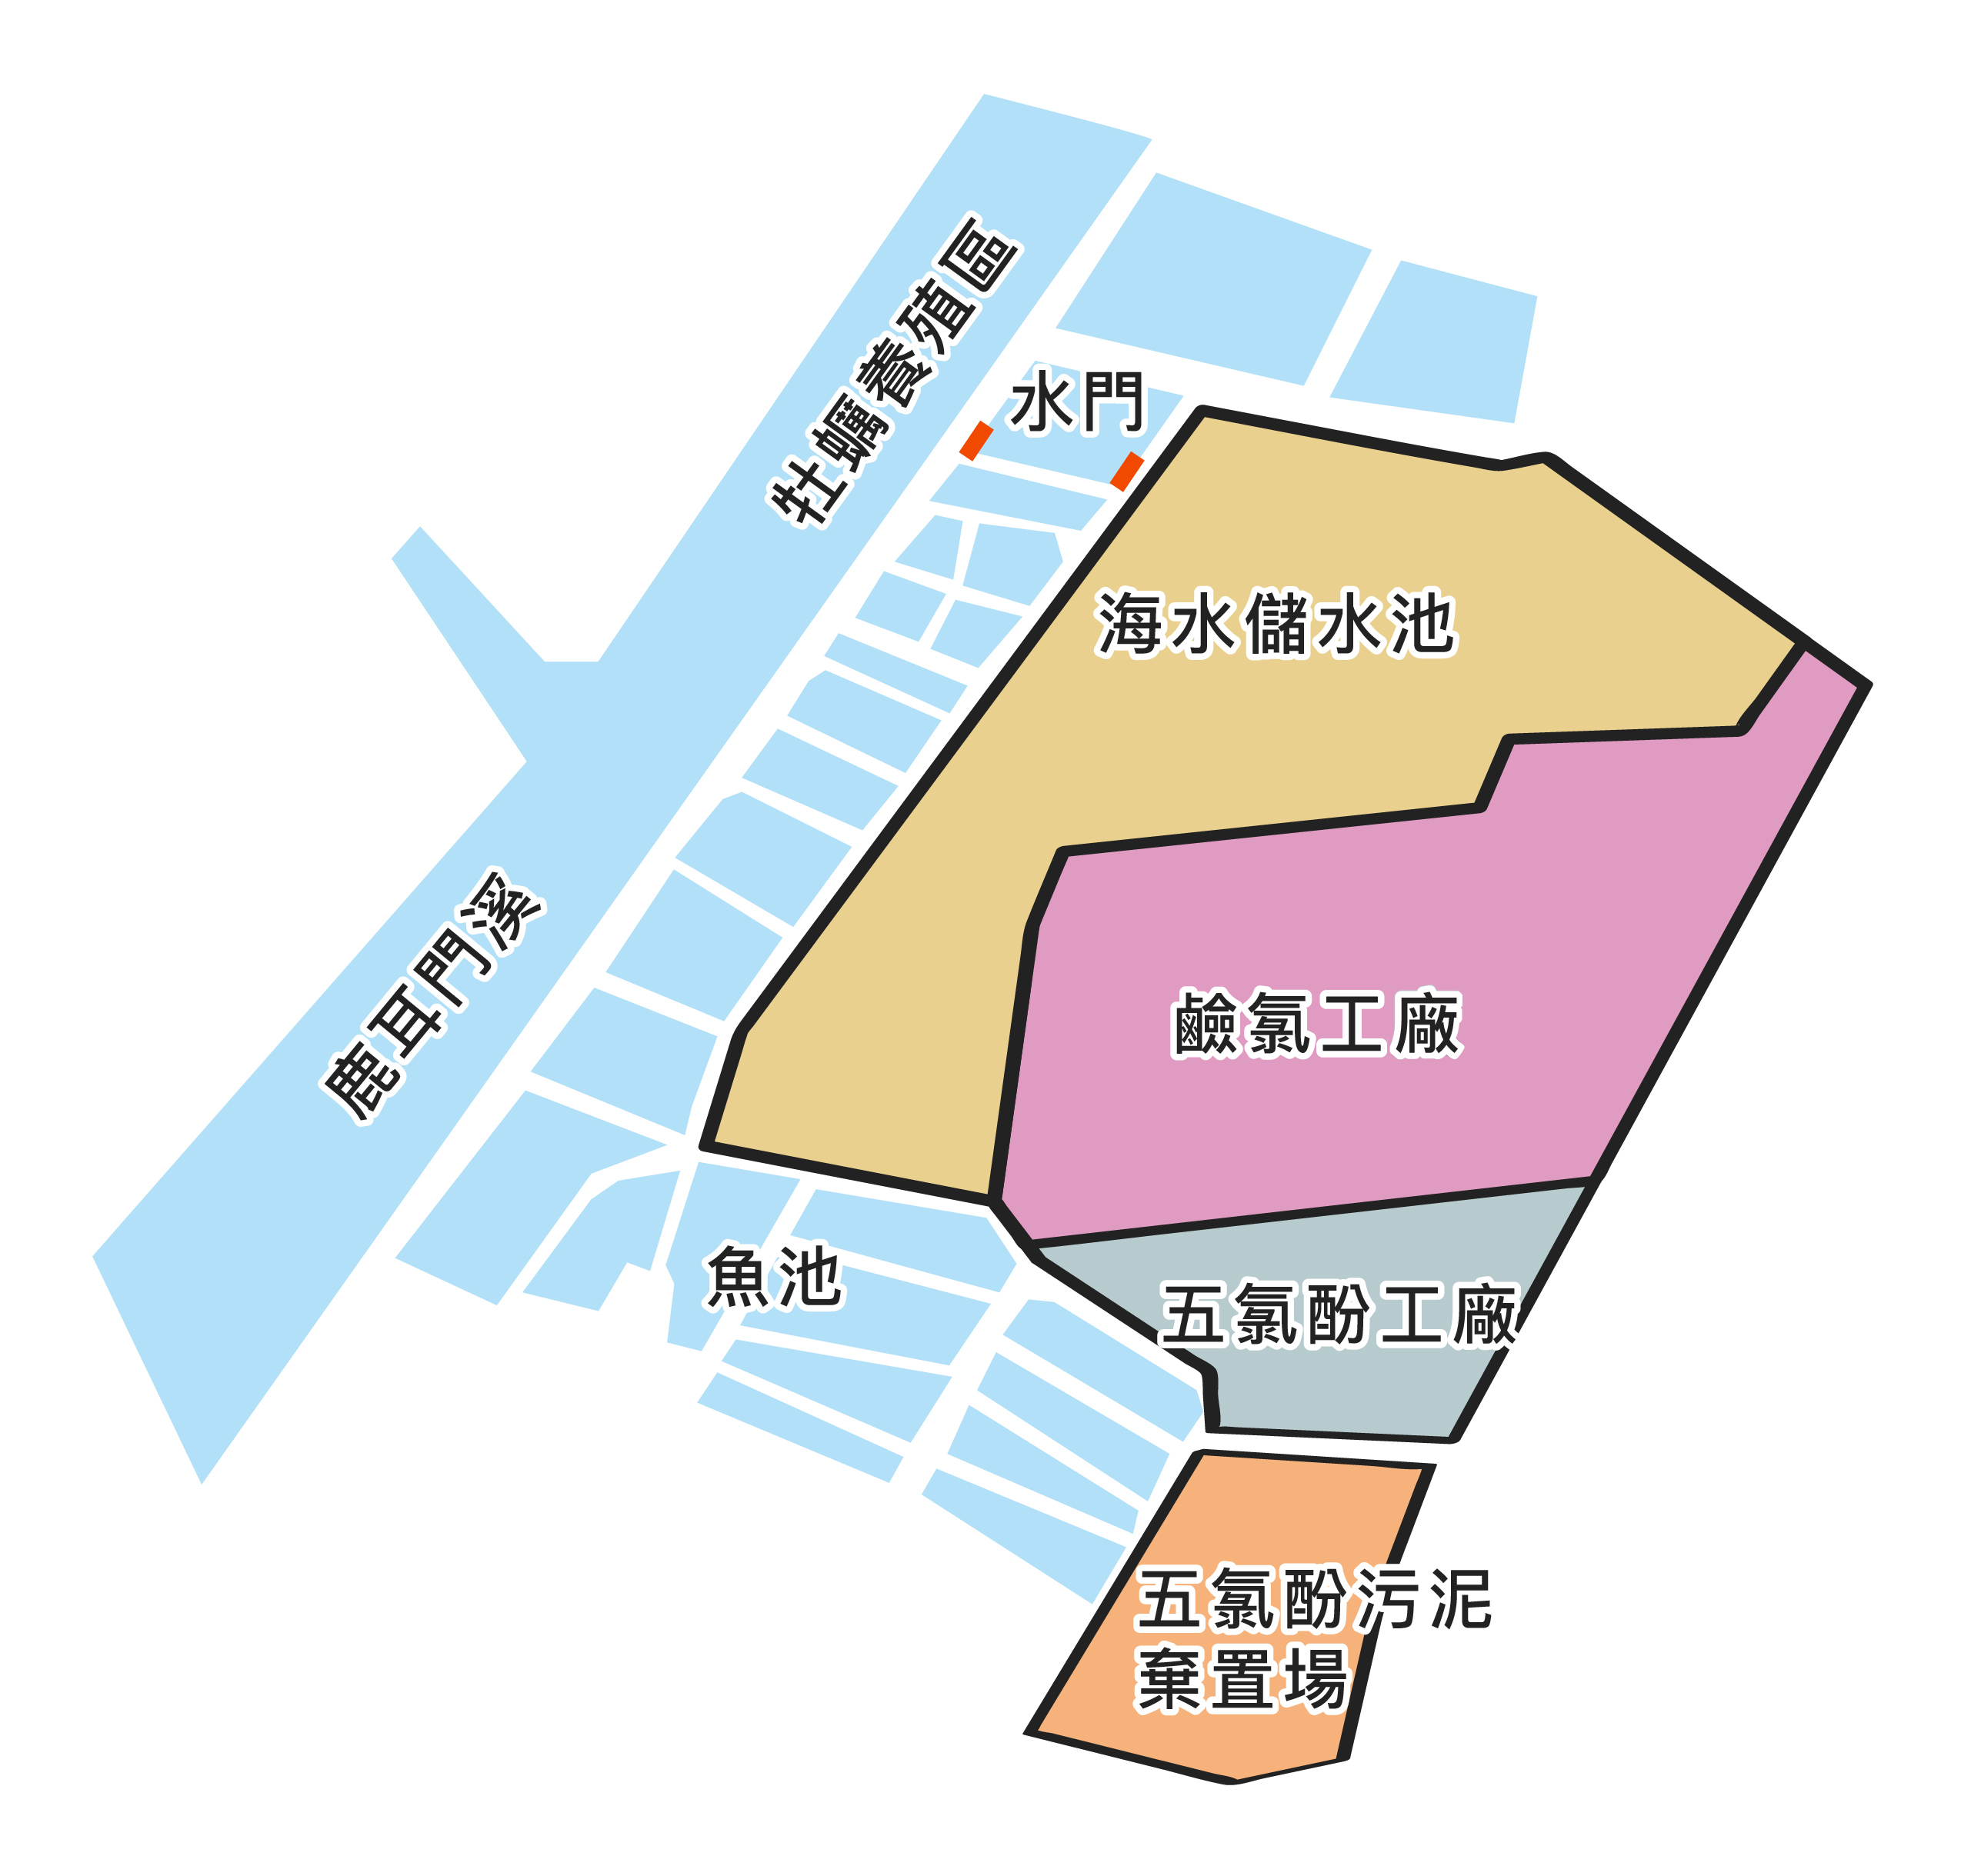 牡蠣養殖區
水門
海水儲水池
鹼氯工廠
鹿耳門溪
魚池
五氯酚工廠
五氯酚污泥
棄置場